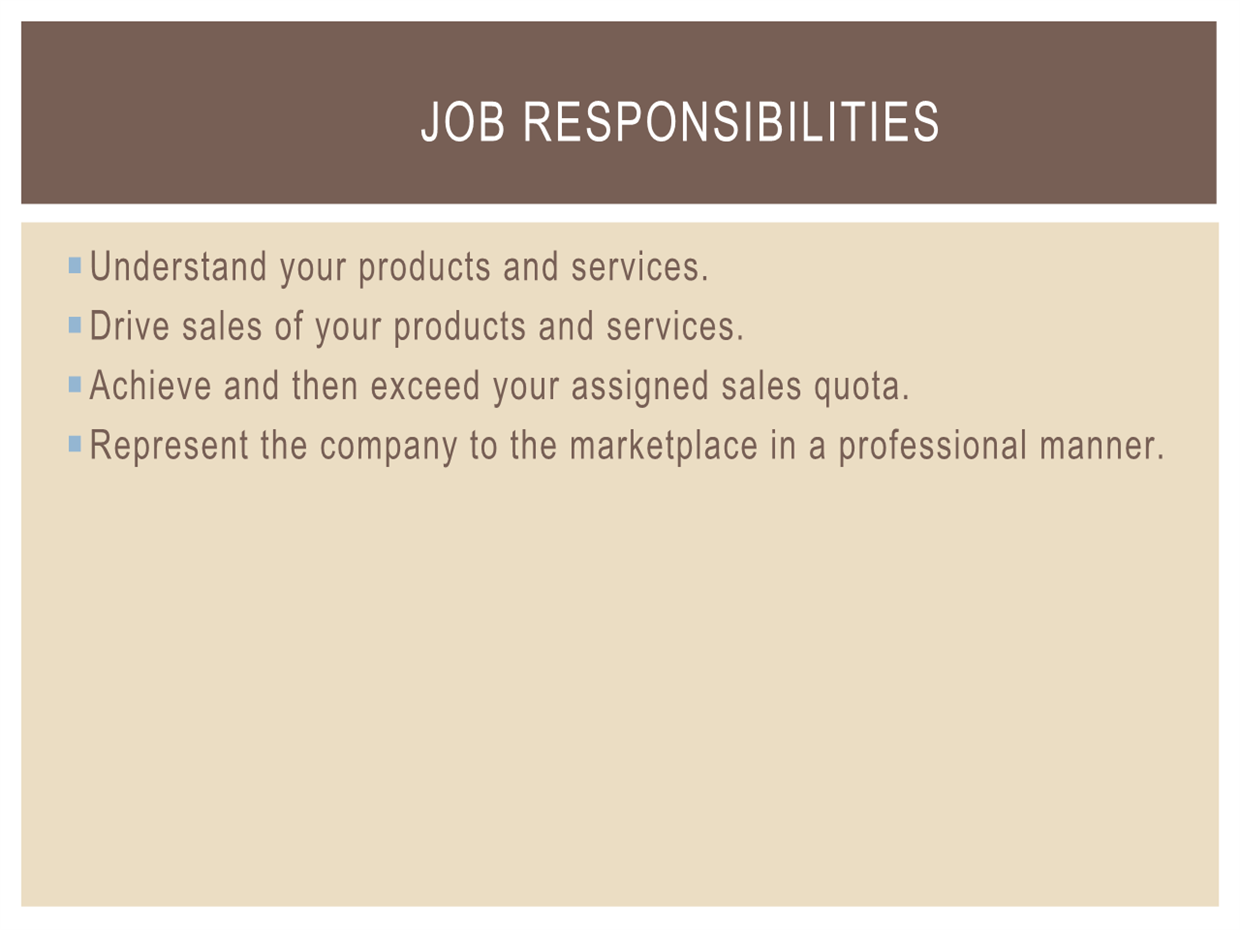 JOB RESPONSIBILITIES
Understand your products and services.
Drive sales of your products and services.
Achieve and then exceed your assigned sales quota.
Represent the company to the marketplace in a professional manner.